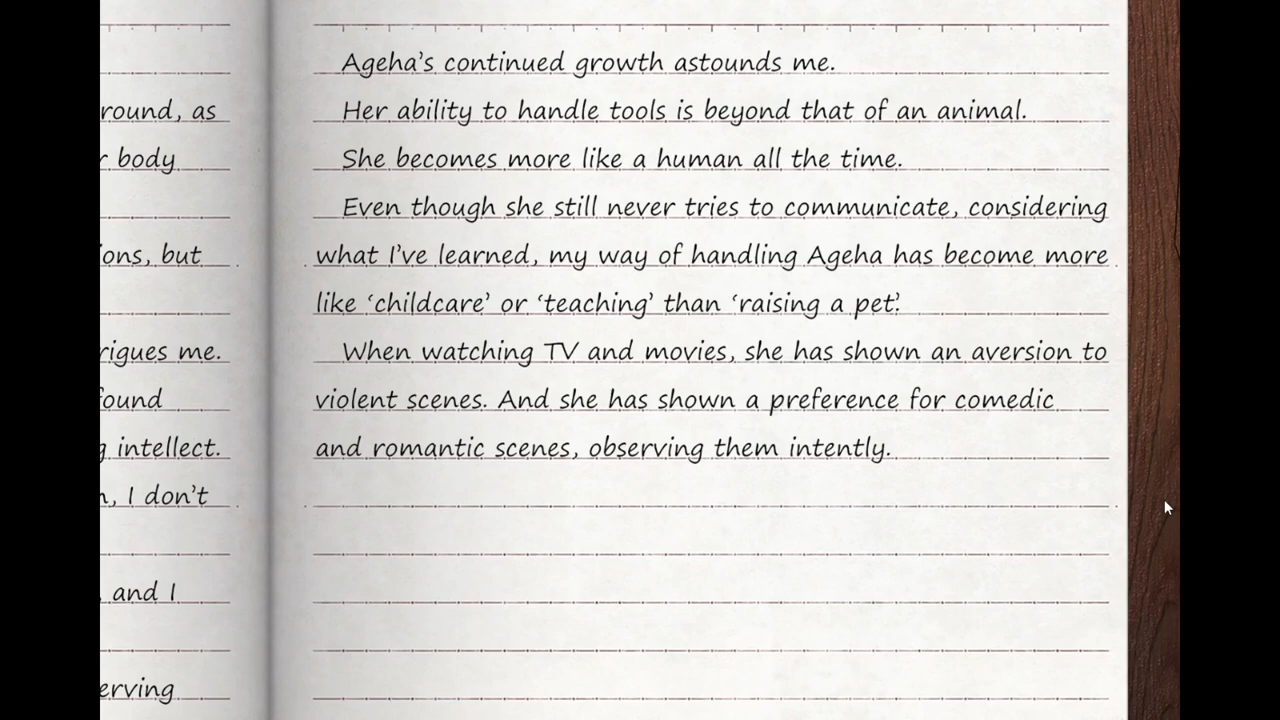 round, as
body
ons, but
rigues me.
found
intellect.
, I don't
, and I
erving
Ageha's continued growth astounds me.
Her ability to handle tools is beyond that of an animal.
She becomes more like a human all the time.
Even though she still never tries to communicate, considering
what I've learned, my way of handling Ageha has become more
like ‘childcare’ or ‘teaching’ than ‘raising a pet’.
When watching TV and movies, she has shown an aversion to
violent scenes. And she has shown a preference for comedic
and romantic scenes, observing them intently.